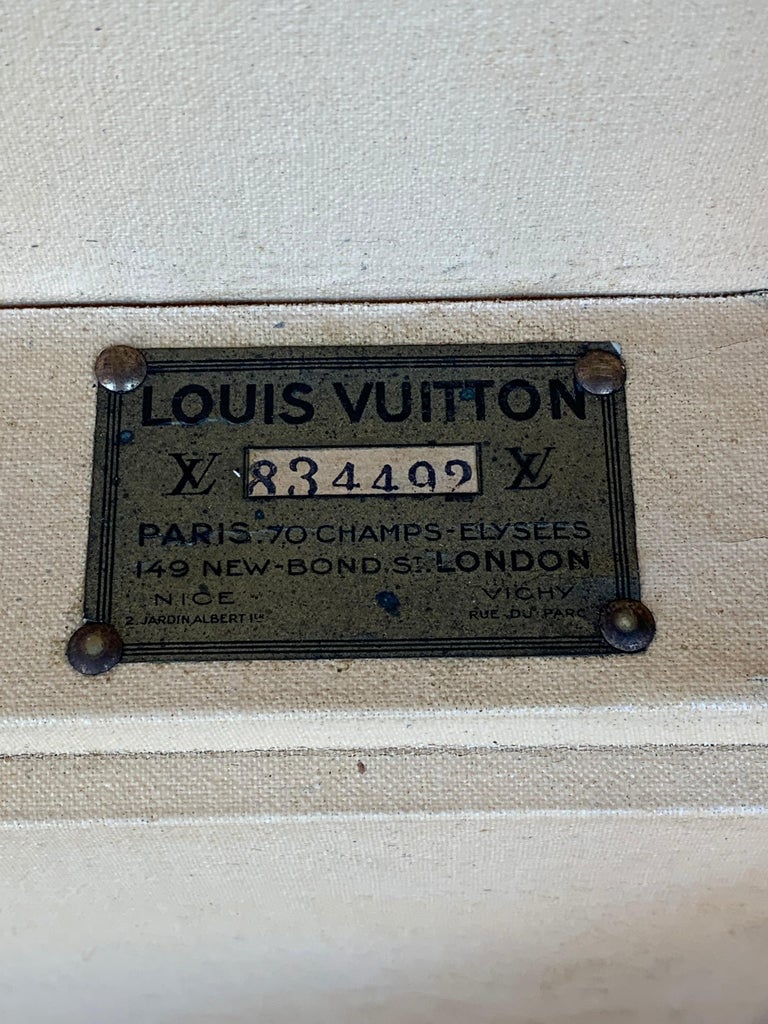 LOUIS VUITTON
LV 834492 LV
PARIS. 70 CHAMPS-ELYSÉES
149 NEW-BOND. ST. LONDON
NICE VICHY
2 JARDIN ALBERT 1ER RUE DU PARC